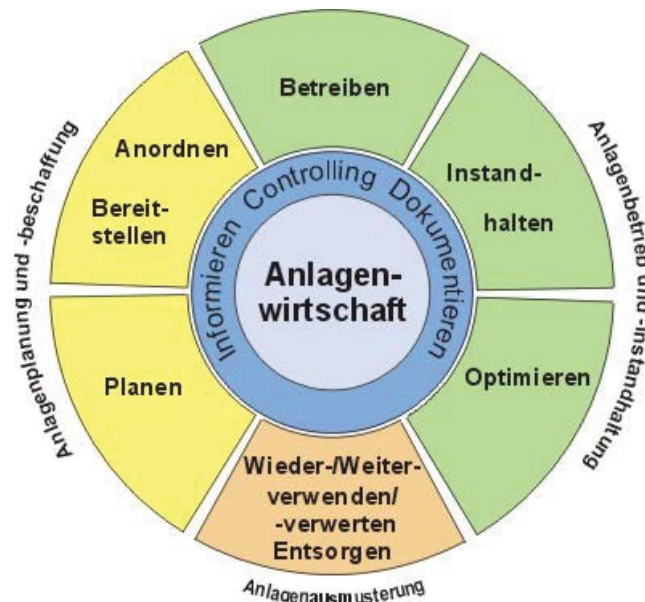 Betreiben
Anordnen
Bereit-
stellen
Instand-
halten
Planen
Optimieren
Wieder-/Weiter-
verwenden/
-verwerten
Entsorgen
Informieren Controlling Dokumentieren
Anlagen-
wirtschaft
Anlagenplanung und -beschaffung
Anlagenbetrieb und -instandhaltung
Anlagenausmusterung